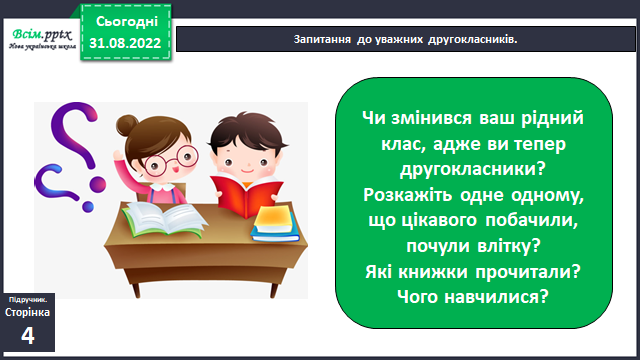 Всім.pptx
Нова українська школа
Сьогодні
31.08.2022
Запитання до уважних другокласників.
Чи змінився ваш рідний
клас, адже ви тепер
другокласники?
Розкажіть одне одному,
що цікавого побачили,
почули влітку?
Які книжки прочитали?
Чого навчилися?
Підручник.
Сторінка
4